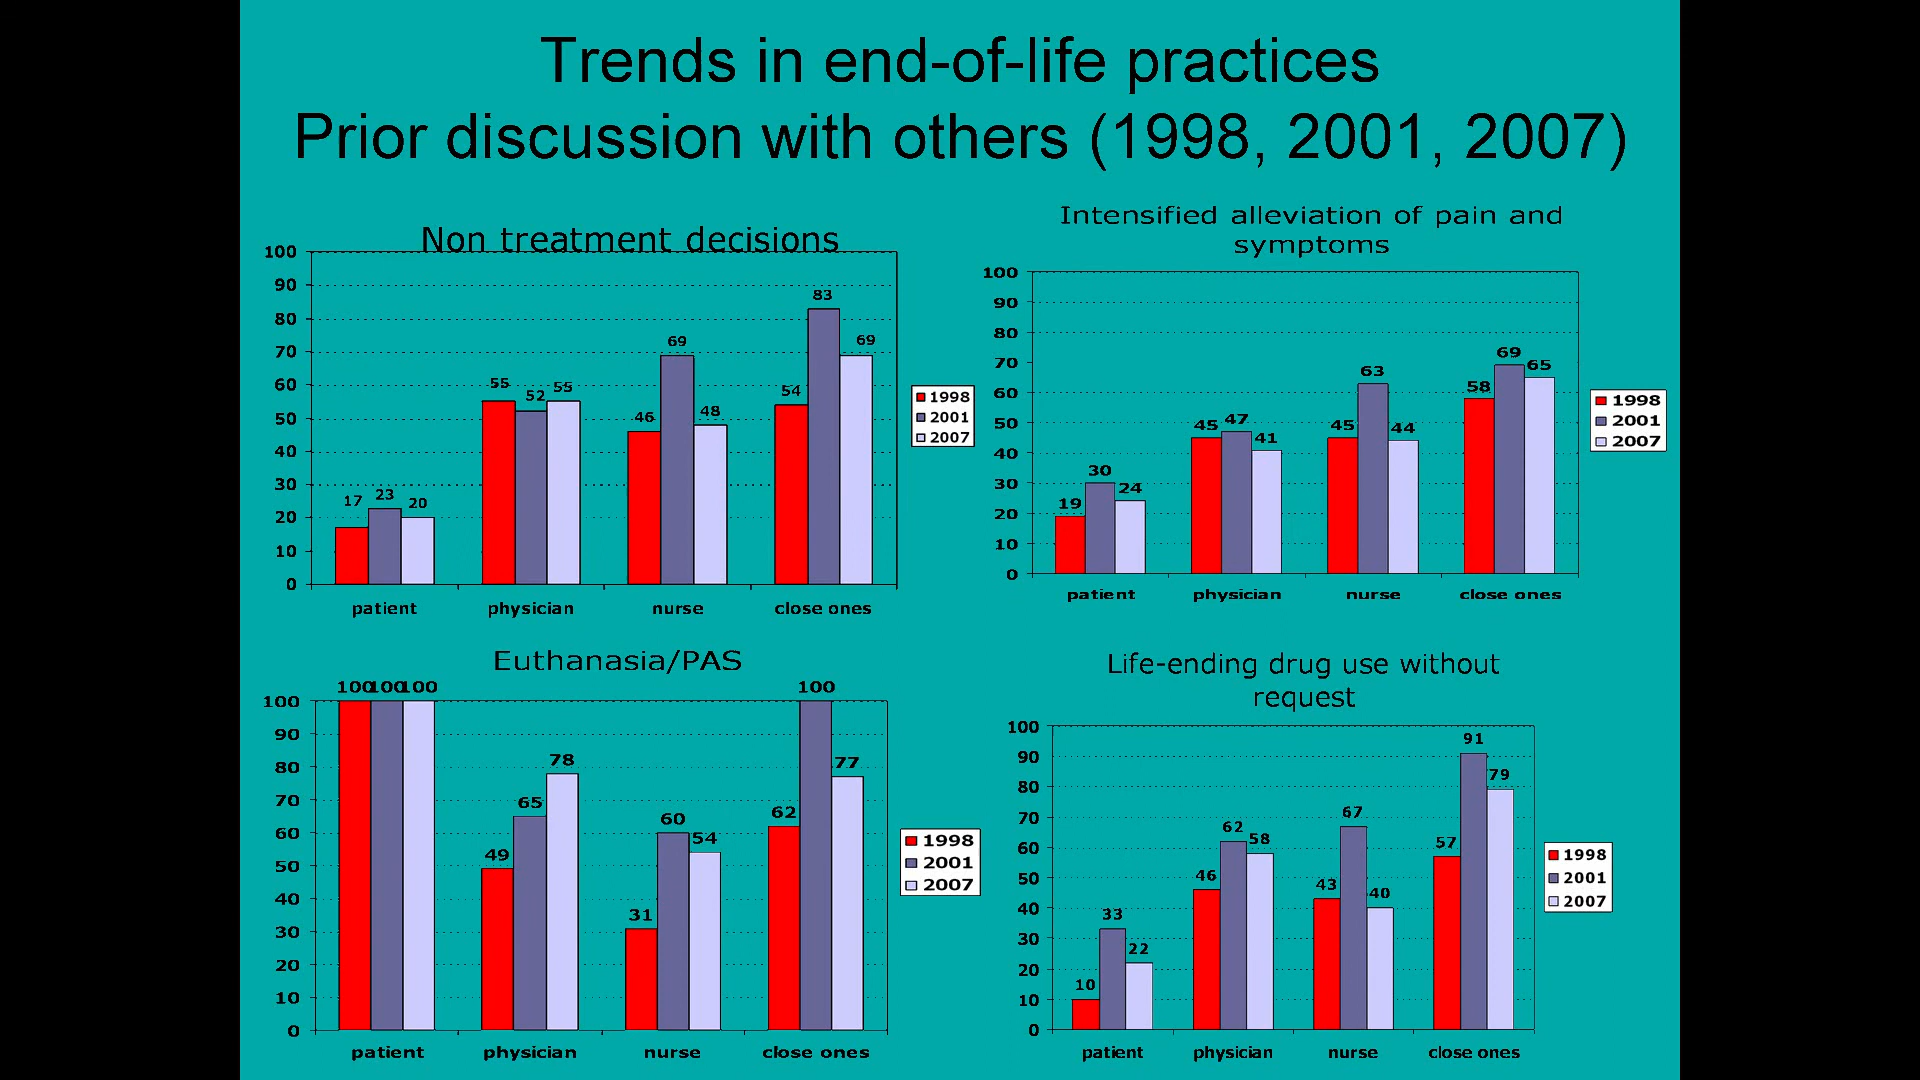 Trends in end-of-life practices
Prior discussion with others (1998, 2001, 2007)
Non treatment decisions
100
90
80
70
60
50
40
30
20
10
0
17 23 20
55 52 55
46 69 48
54 83 69
patient physician nurse close ones
1998
2001
2007
Intensified alleviation of pain and
symptoms
100
90
80
70
60
50
40
30
20
10
0
19 30 24
45 47 41
45 63 44
58 69 65
patient physician nurse close ones
1998
2001
2007
Euthanasia/PAS
100
90
80
70
60
50
40
30
20
10
0
100 100 100
49 65 78
31 60 54
62 100 77
patient physician nurse close ones
1998
2001
2007
Life-ending drug use without
request
100
90
80
70
60
50
40
30
20
10
0
10 33 22
46 62 58
43 67 40
57 91 79
patient physician nurse close ones
1998
2001
2007